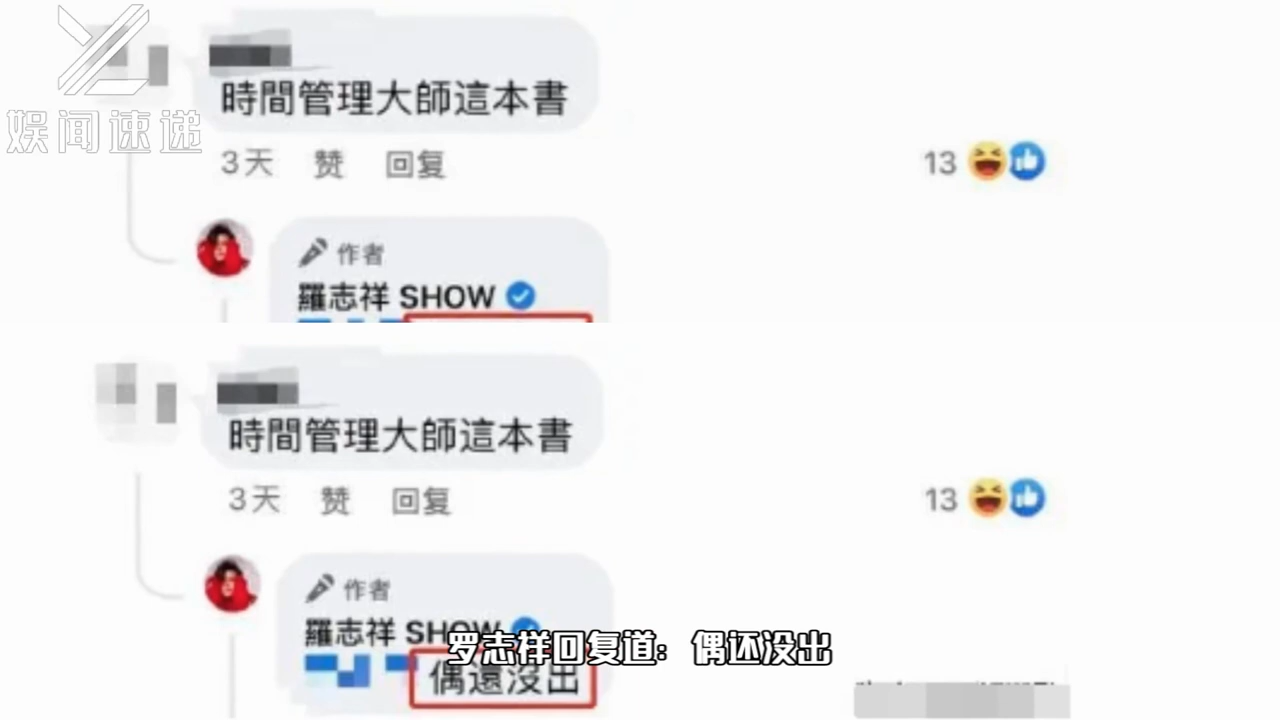 娱闻速递
時間管理大師這本書
3天 赞 回复
13
作者
羅志祥 SHOW
時間管理大師這本書
3天 赞 回复
13
作者
羅志祥 SHOW
罗志祥回复道：偶还没出
偶還沒出